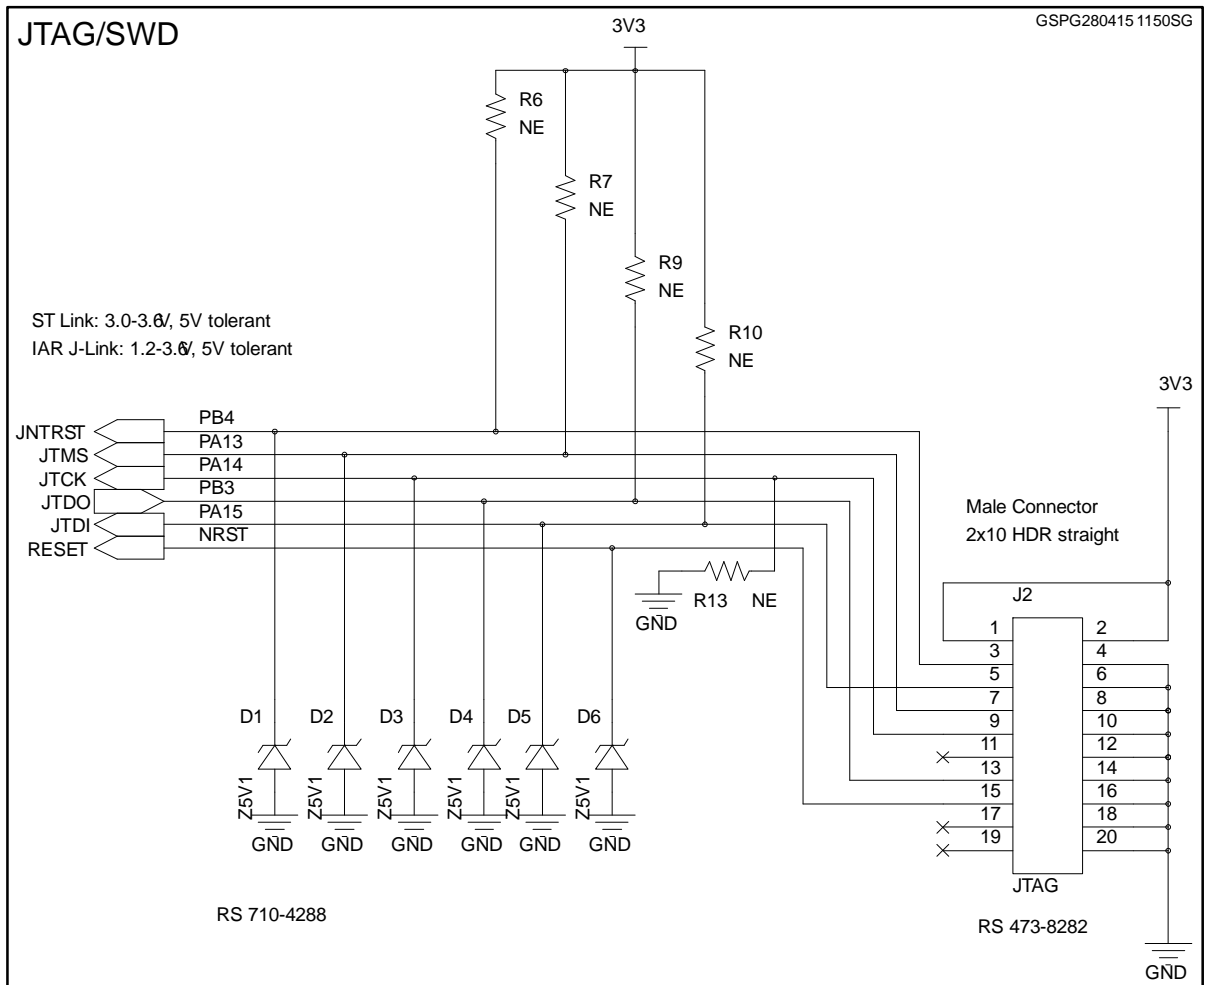 JTAG/SWD
3V3
GSPG280415 1150SG
R6
NE
R7
NE
R9
NE
R10
NE
ST Link: 3.0-3.6V, 5V tolerant
IAR J-Link: 1.2-3.6V, 5V tolerant
3V3
JNTRST PB4
JTMS PA13
JTCK PA14
JTDO PB3
JTDI PA15
RESET NRST
Male Connector
2x10 HDR straight
R13 NE
GND
J2
1 2
3 4
5 6
7 8
9 10
11 12
13 14
15 16
17 18
19 20
JTAG
D1 D2 D3 D4 D5 D6
Z5V1 Z5V1 Z5V1 Z5V1 Z5V1 Z5V1
GND GND GND GND GND GND
RS 710-4288
RS 473-8282
GND